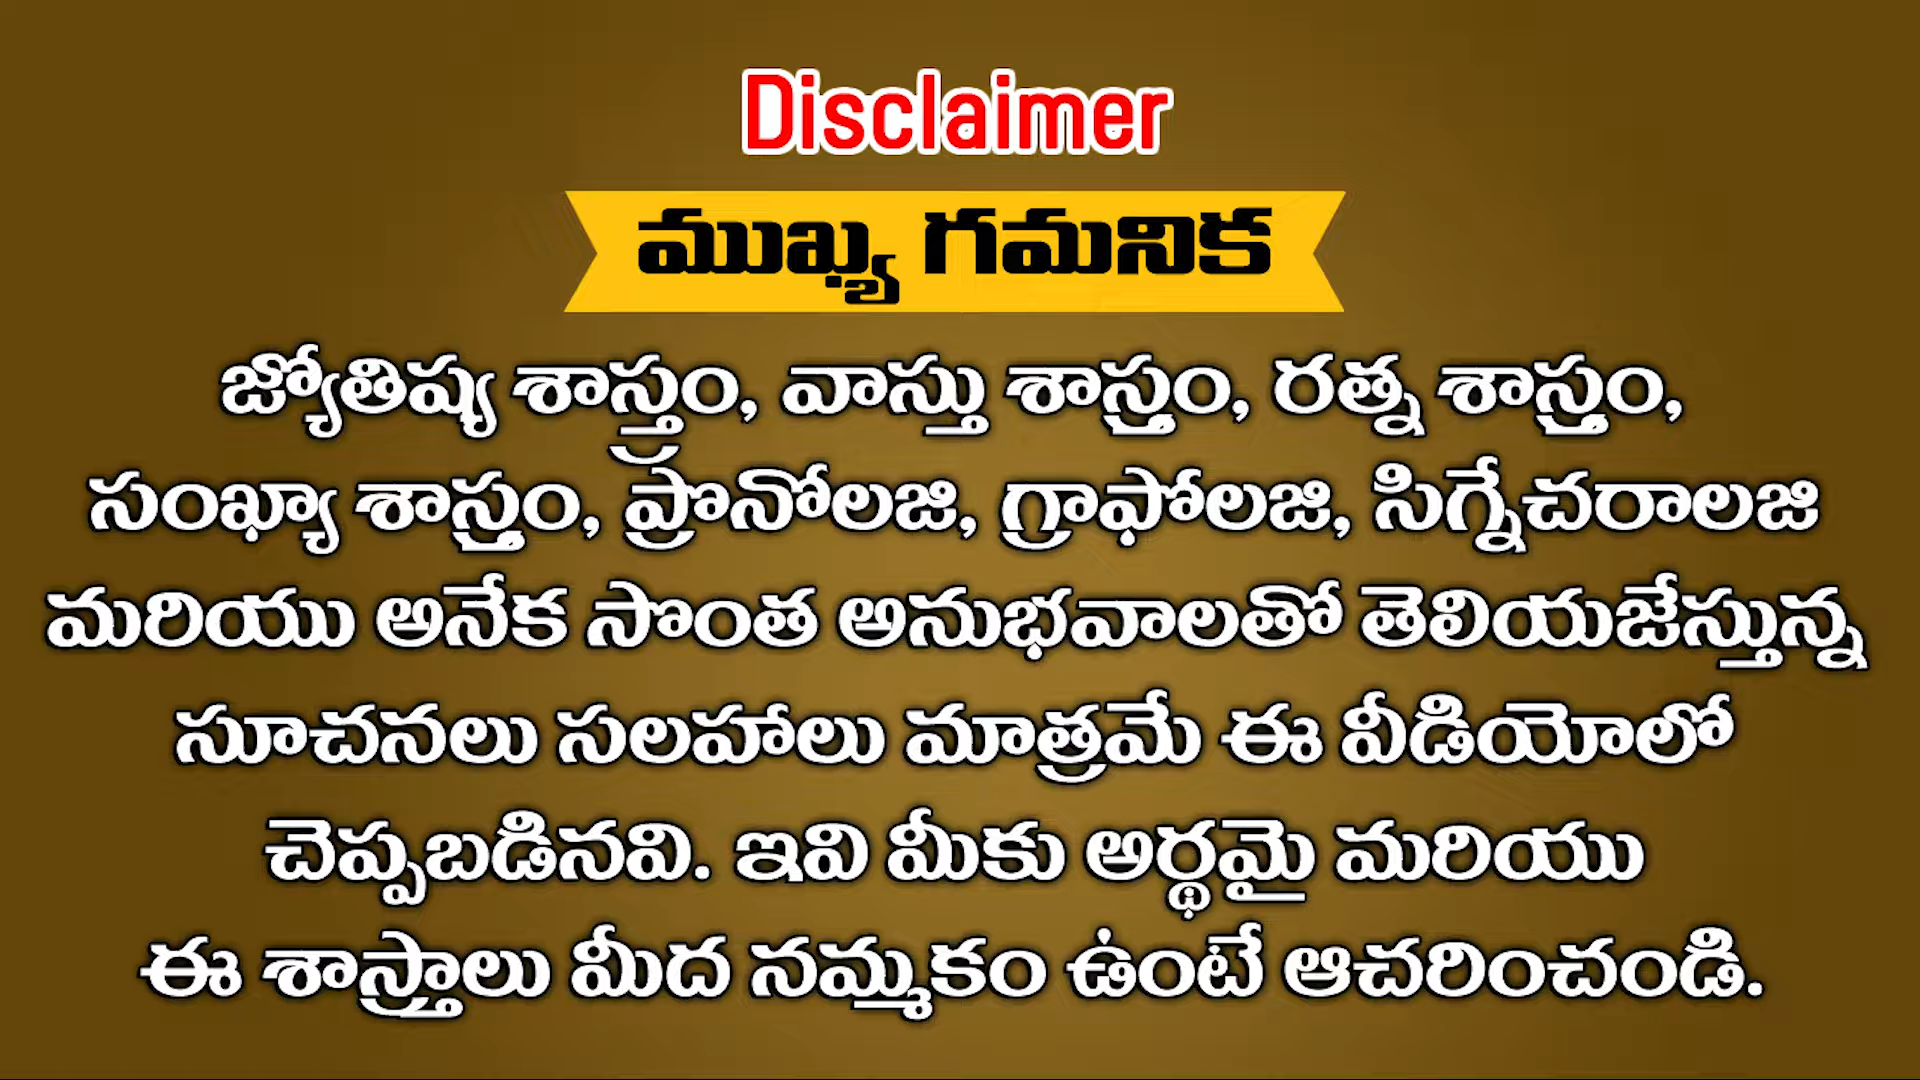 Disclaimer
ముఖ్య గమనిక
జ్యోతిష్య శాస్త్రం, వాస్తు శాస్త్రం, రత్న శాస్త్రం,
సంఖ్యా శాస్త్రం, ప్రొనోలజి, గ్రాఫోలజి, సిగ్నేచరాలజి
మరియు అనేక సొంత అనుభవాలతో తెలియజేస్తున్న
సూచనలు సలహాలు మాత్రమే ఈ వీడియోలో
చెప్పబడినవి. ఇవి మీకు అర్థమై మరియు
ఈ శాస్త్రాలు మీద నమ్మకం ఉంటే ఆచరించండి.